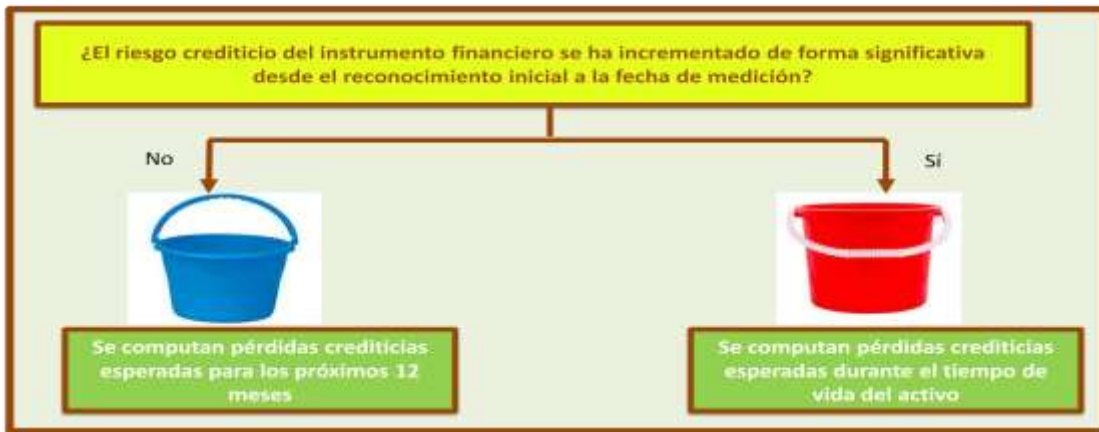 ¿El riesgo crediticio del instrumento financiero se ha incrementado de forma significativa
desde el reconocimiento inicial a la fecha de medición?
No
Sí
Se computan pérdidas crediticias
esperadas para los próximos 12
meses
Se computan pérdidas crediticias
esperadas durante el tiempo de
vida del activo